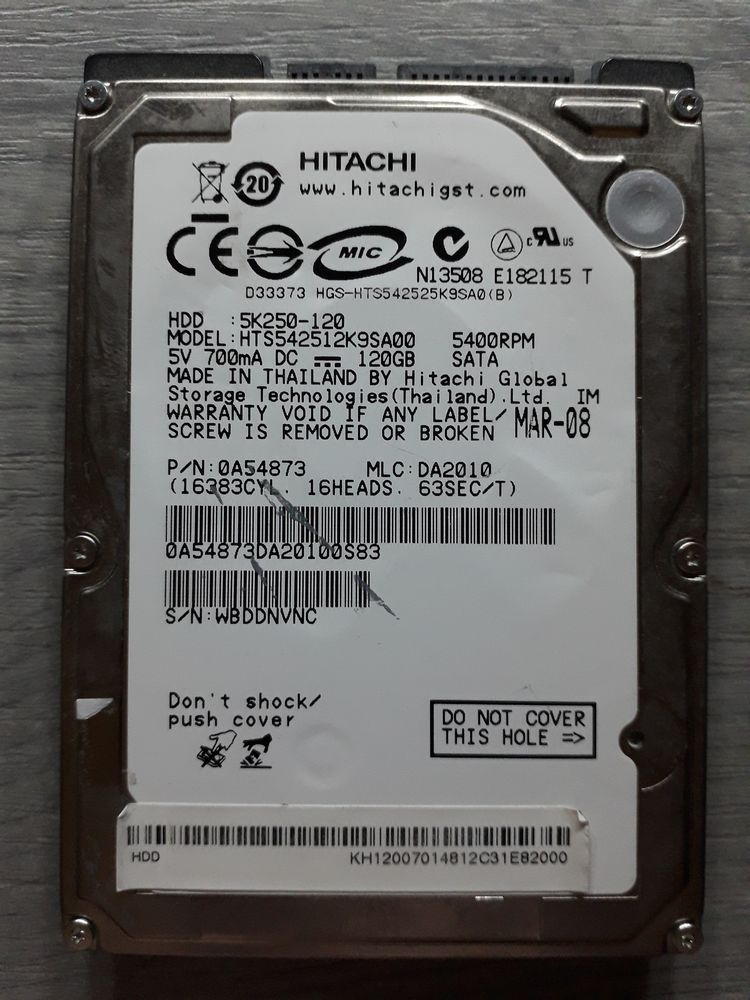 HITACHI
www.hitachigst.com
20
CE
MIC
c RU US
N13508 E182115 T
D33373 HGS-HTS542525K9SA0(B)
HDD :5K250-120
MODEL:HTS542512K9SA00 5400RPM
5V 700mA DC 120GB SATA
MADE IN THAILAND BY Hitachi Global
Storage Technologies(Thailand).Ltd. IM
WARRANTY VOID IF ANY LABEL/ MAR-08
SCREW IS REMOVED OR BROKEN
P/N:0A54873 MLC:DA2010
(16383CYL. 16HEADS. 63SEC/T)
0A54873DA20100S83
S/N:WBDDNVNC
Don't shock/
push cover
DO NOT COVER
THIS HOLE =>
HDD KH12007014812C31E82000